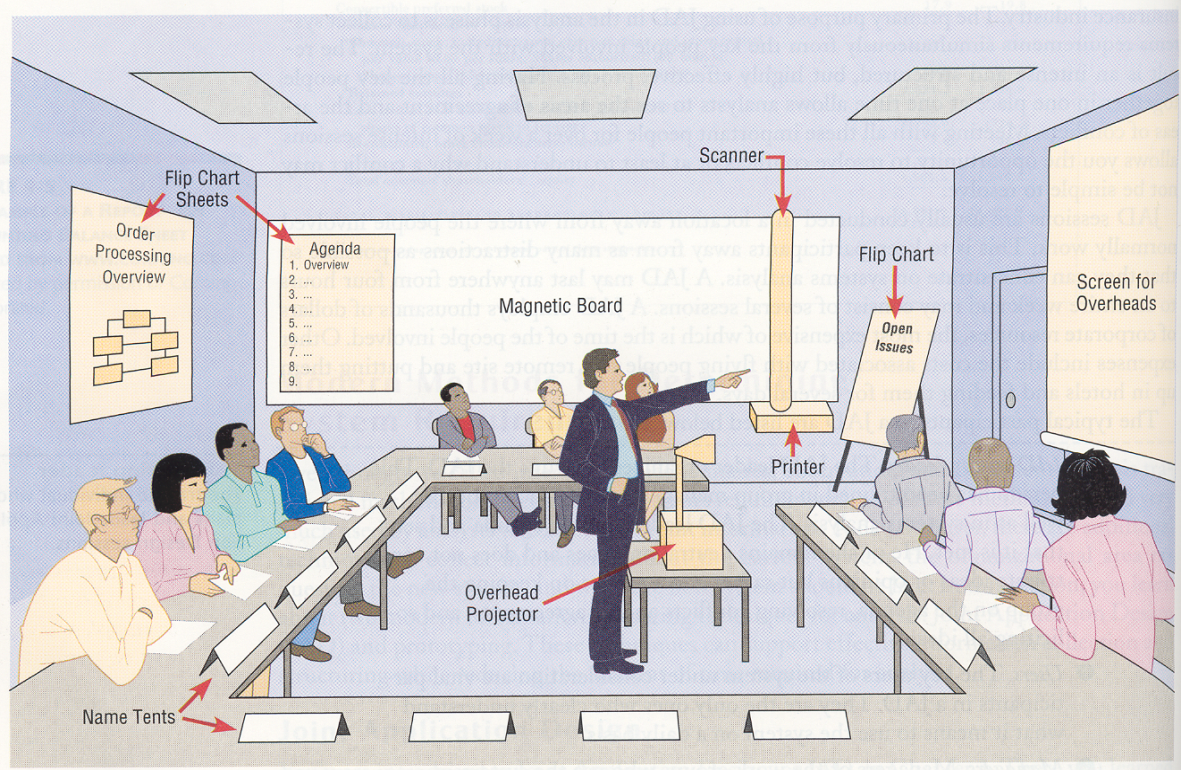 Scanner
Flip Chart
Sheets
Order
Processing
Overview
Agenda
1. Overview
2. ...
3. ...
4. ...
5. ...
6. ...
7. ...
8. ...
9.
Magnetic Board
Flip Chart
Open
Issues
Screen for
Overheads
Printer
Overhead
Projector
Name Tents